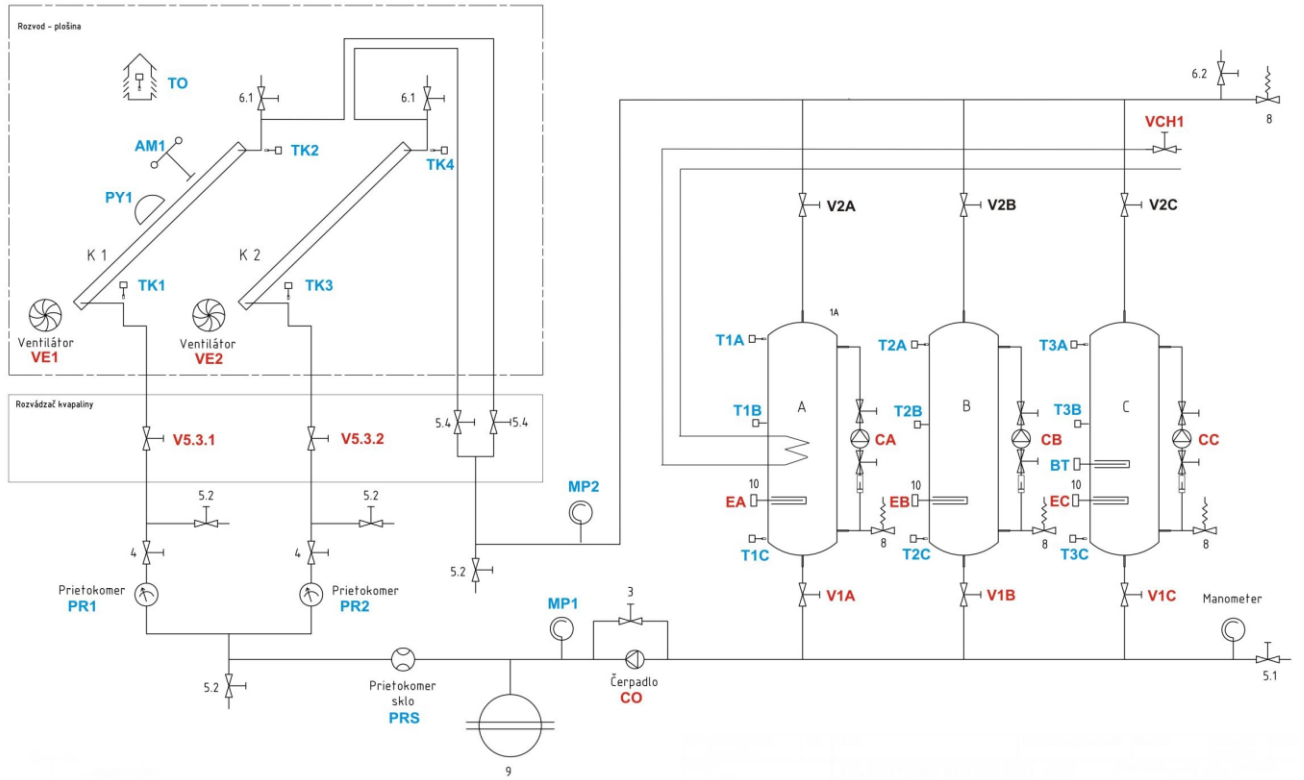 Rozvod - plošina
TO
6.1
6.1
6.2
8
AM1
TK2
TK4
VCH1
PY1
V2A
V2B
V2C
K 1
K 2
TK1
TK3
Ventilátor
VE1
Ventilátor
VE2
1A
T1A
T2A
T3A
Rozvádzač kvapaliny
A
B
C
T1B
T2B
T3B
5.4
5.4
V5.3.1
V5.3.2
CA
CB
CC
BT
MP2
10
10
10
EA
EB
EC
5.2
5.2
8
8
8
4
4
T1C
T2C
T3C
5.2
Prietokomer
PR1
Prietokomer
PR2
V1A
V1B
V1C
MP1
3
Manometer
5.2
Prietokomer
sklo
PRS
Čerpadlo
CO
5.1
9